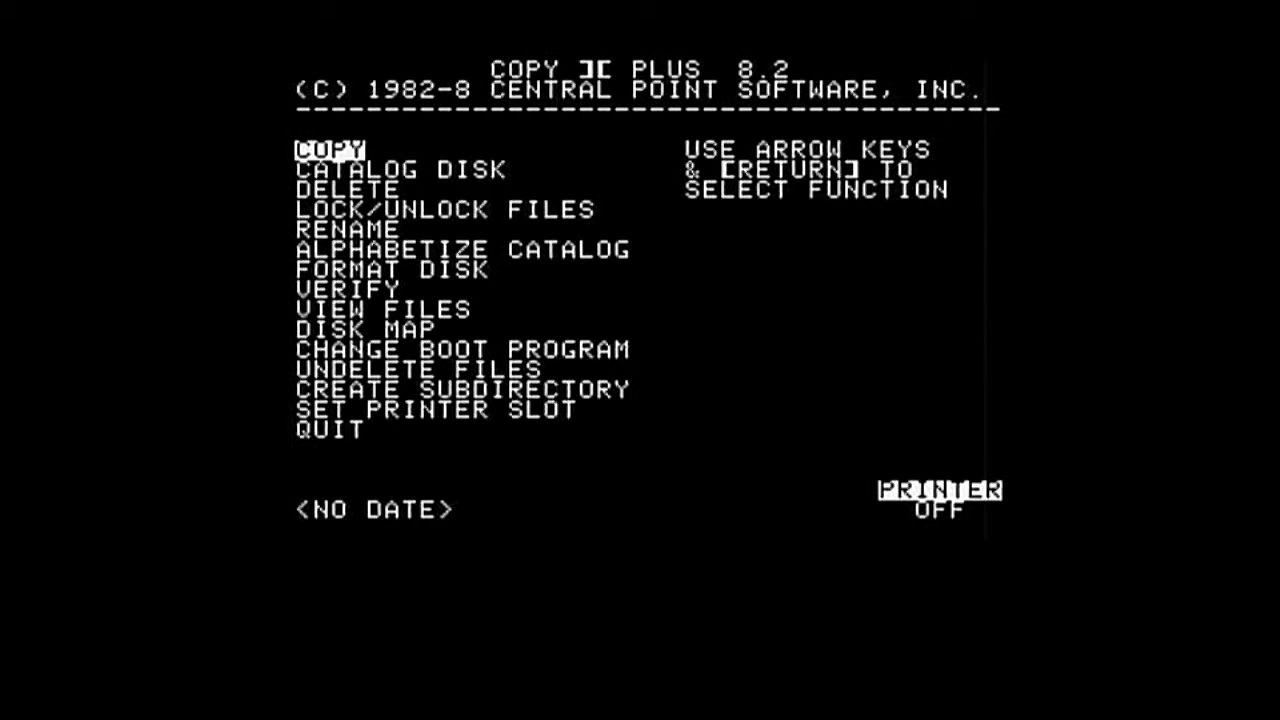 COPY ][ PLUS 8.2
(C) 1982-8 CENTRAL POINT SOFTWARE, INC.
----------------------------------------
COPY
CATALOG DISK
DELETE
LOCK/UNLOCK FILES
RENAME
ALPHABETIZE CATALOG
FORMAT DISK
VERIFY
VIEW FILES
DISK MAP
CHANGE BOOT PROGRAM
UNDELETE FILES
CREATE SUBDIRECTORY
SET PRINTER SLOT
QUIT
USE ARROW KEYS
& [RETURN] TO
SELECT FUNCTION
<NO DATE>
PRINTER
OFF